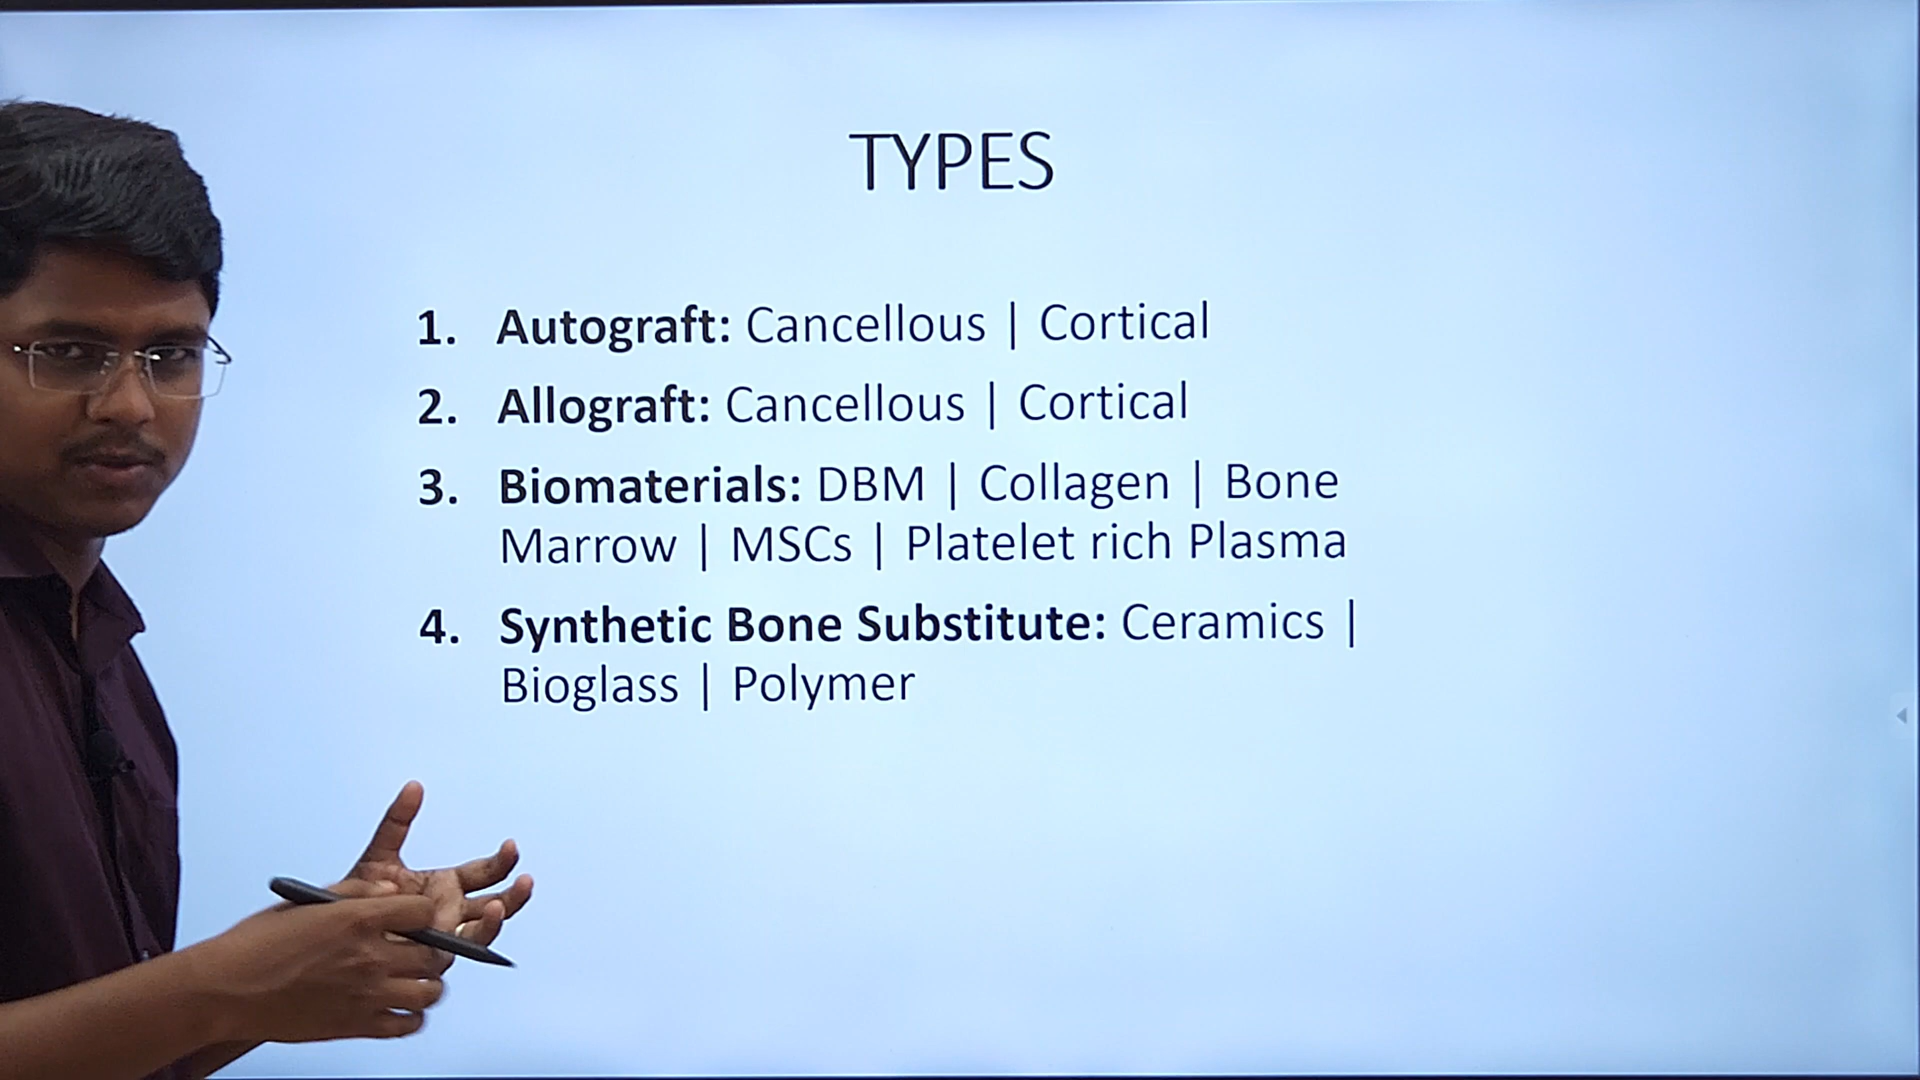 TYPES
1. Autograft: Cancellous | Cortical
2. Allograft: Cancellous | Cortical
3. Biomaterials: DBM | Collagen | Bone
Marrow | MSCs | Platelet rich Plasma
4. Synthetic Bone Substitute: Ceramics |
Bioglass | Polymer